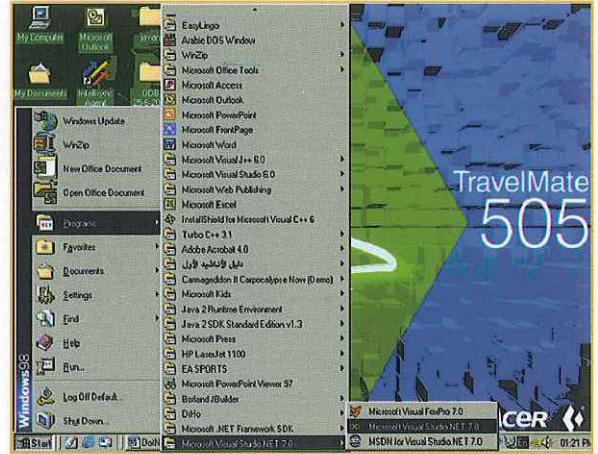 My Computer
Microsoft Outlook
My Documents
Intellisync Agent
Windows Update
WinZip
New Office Document
Open Office Document
Programs
Favorites
Documents
Settings
Find
Help
Run...
Log Off Default...
Shut Down...
Windows98
EasyLingo
Arabic DOS Window
WinZip
Microsoft Office Tools
Microsoft Access
Microsoft Outlook
Microsoft PowerPoint
Microsoft FrontPage
Microsoft Word
Microsoft Visual J++ 6.0
Microsoft Visual Studio 6.0
Microsoft Web Publishing
Microsoft Excel
InstallShield for Microsoft Visual C++ 6
Turbo C++ 3.1
Adobe Acrobat 4.0
دليل الأناشيد الأول
Carmageddon II Carpocalypse Now (Demo)
Microsoft Kids
Java 2 Runtime Environment
Java 2 SDK Standard Edition v1.3
Microsoft Press
HP LaserJet 1100
EA SPORTS
Microsoft PowerPoint Viewer 97
Borland JBuilder
DiHo
Microsoft .NET Framework SDK
Microsoft Visual Studio.NET 7.0
Microsoft Visual FoxPro 7.0
Microsoft Visual Studio.NET 7.0
MSDN for Visual Studio.NET 7.0
TravelMate
505
Start
01:21 PM